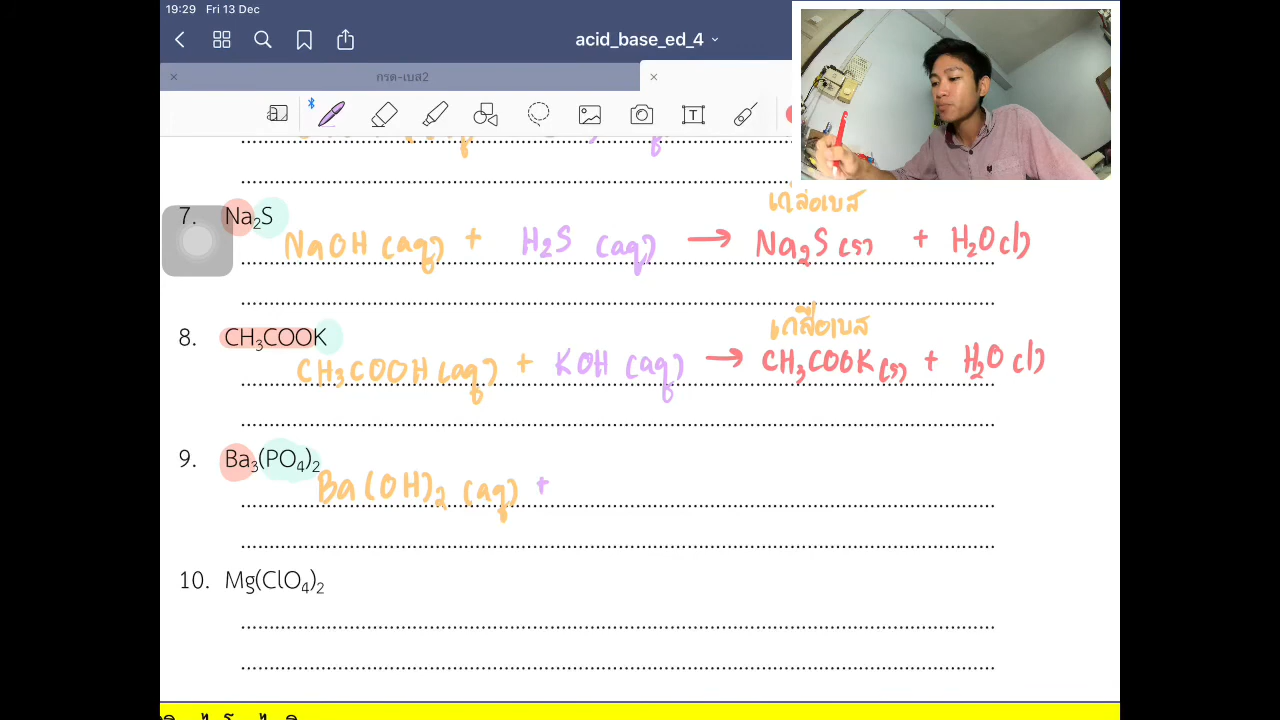 19:29 Fri 13 Dec
acid_base_ed_4
กรด-เบส2
เกลือเบส
7. Na₂S
NaOH (aq) + H₂S (aq) → Na₂S (s) + H₂O (l)
เกลือเบส
8. CH₃COOK
CH₃COOH (aq) + KOH (aq) → CH₃COOK (s) + H₂O (l)
9. Ba₃(PO₄)₂
Ba(OH)₂ (aq) +
10. Mg(ClO₄)₂